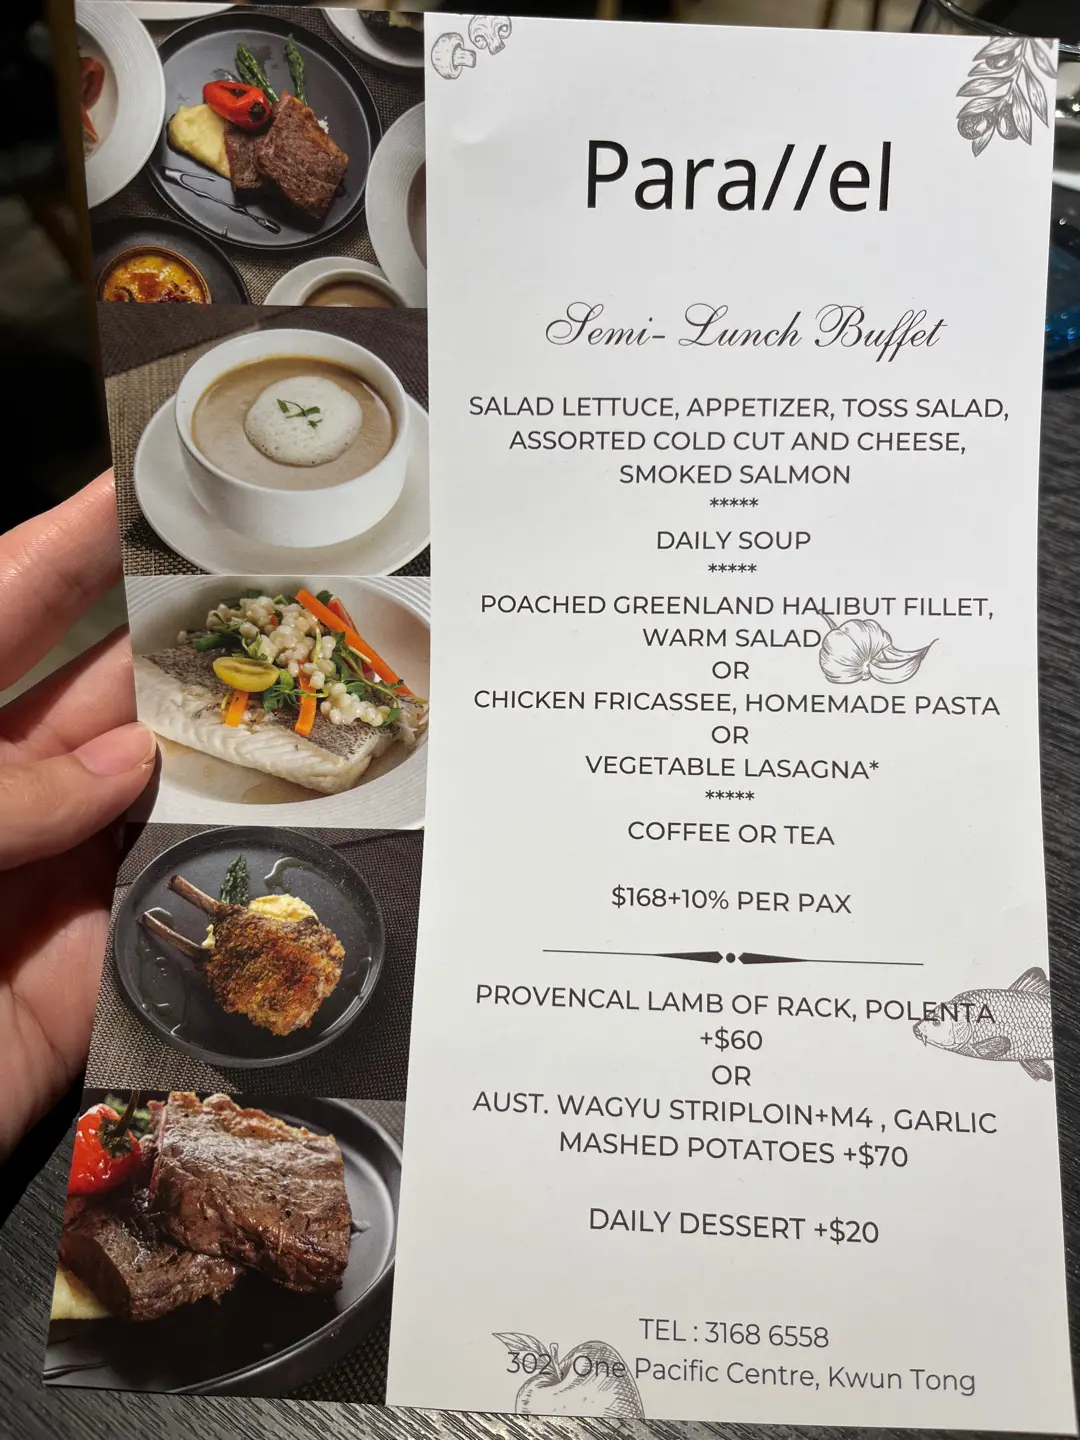 Para//el
Semi-Lunch Buffet
SALAD LETTUCE, APPETIZER, TOSS SALAD,
ASSORTED COLD CUT AND CHEESE,
SMOKED SALMON
*****
DAILY SOUP
*****
POACHED GREENLAND HALIBUT FILLET,
WARM SALAD
OR
CHICKEN FRICASSEE, HOMEMADE PASTA
OR
VEGETABLE LASAGNA*
*****
COFFEE OR TEA
$168+10% PER PAX
PROVENCAL LAMB OF RACK, POLENTA
+$60
OR
AUST. WAGYU STRIPLOIN+M4 , GARLIC
MASHED POTATOES +$70
DAILY DESSERT +$20
TEL : 3168 6558
302, One Pacific Centre, Kwun Tong